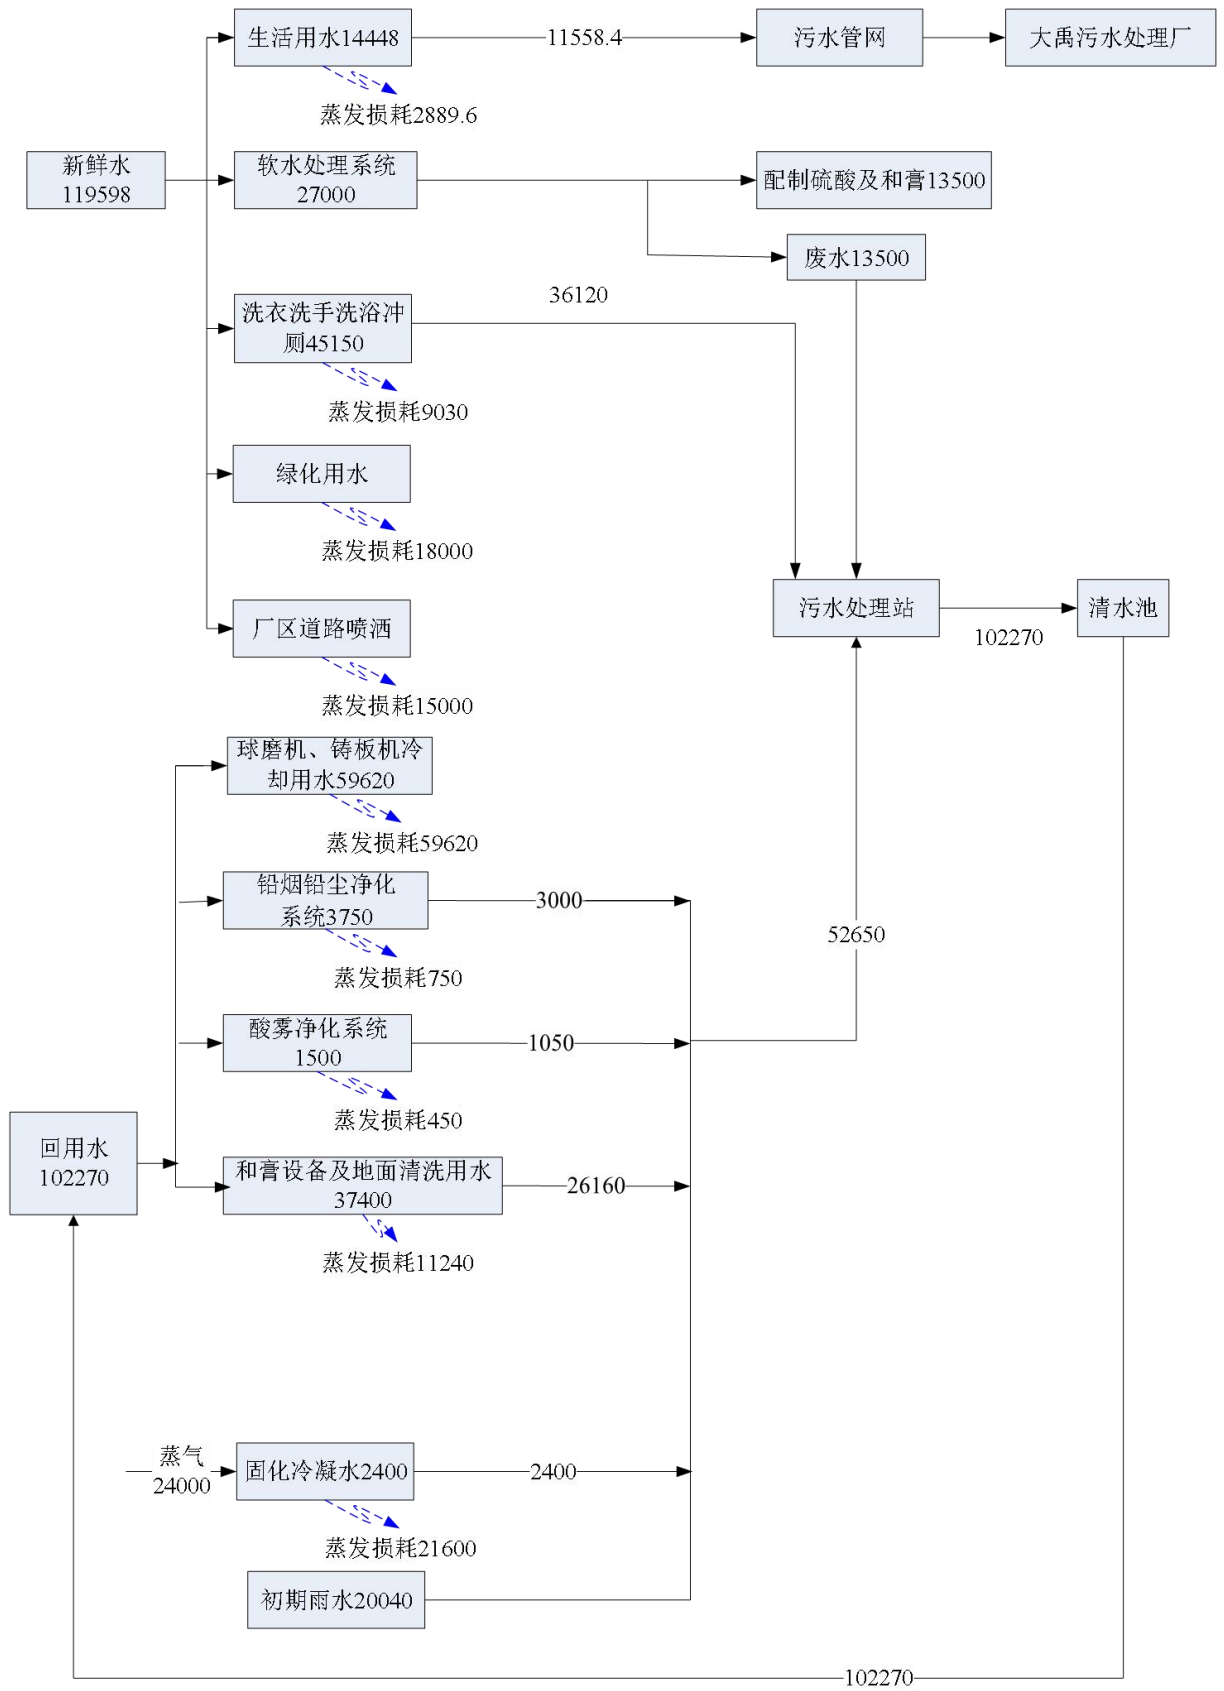 生活用水14448
11558.4
污水管网
大禹污水处理厂
蒸发损耗2889.6
新鲜水
119598
软水处理系统
27000
配制硫酸及和膏13500
废水13500
洗衣洗手洗浴冲
厕45150
36120
蒸发损耗9030
绿化用水
蒸发损耗18000
污水处理站
102270
清水池
厂区道路喷洒
蒸发损耗15000
球磨机、铸板机冷
却用水59620
蒸发损耗59620
铅烟铅尘净化
系统3750
3000
52650
蒸发损耗750
酸雾净化系统
1500
1050
蒸发损耗450
回用水
102270
和膏设备及地面清洗用水
37400
26160
蒸发损耗11240
蒸气
24000
固化冷凝水2400
2400
蒸发损耗21600
初期雨水20040
102270